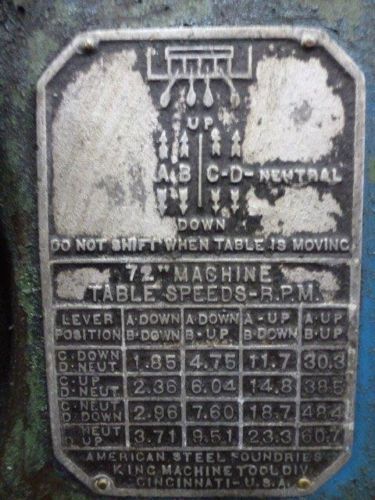 UP
A B C-D-NEUTRAL
DOWN
DO NOT SHIFT WHEN TABLE IS MOVING
72" MACHINE
TABLE SPEEDS-R.P.M.
LEVER POSITION A-DOWN B-DOWN A-DOWN B-UP A-UP B-DOWN A-UP B-UP
C-DOWN D-NEUT 1.85 4.75 11.7 30.3
C-UP D-NEUT 2.36 6.04 14.8 38.5
C-NEUT D-DOWN 2.96 7.60 18.7 48.4
C-NEUT D-UP 3.71 9.51 23.3 60.7
AMERICAN STEEL FOUNDRIES
KING MACHINE TOOL DIV.
CINCINNATI-U.S.A.